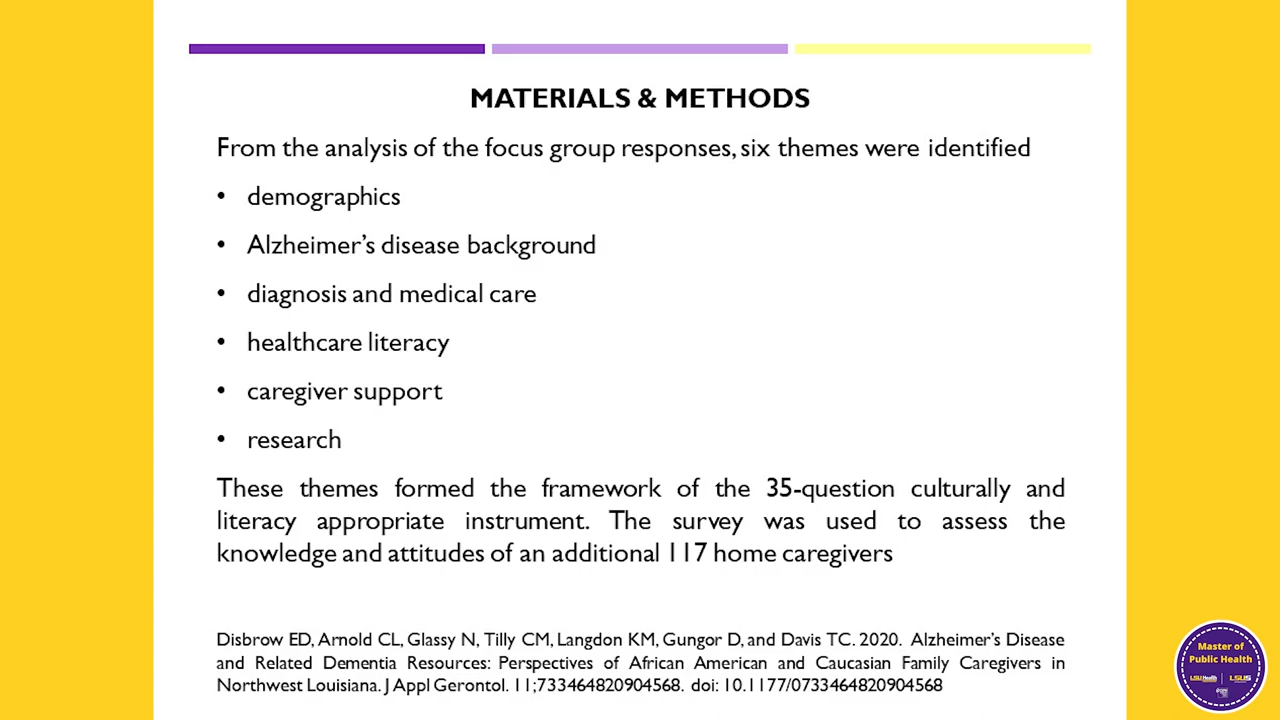 MATERIALS & METHODS
From the analysis of the focus group responses, six themes were identified
• demographics
• Alzheimer's disease background
• diagnosis and medical care
• healthcare literacy
• caregiver support
• research
These themes formed the framework of the 35-question culturally and
literacy appropriate instrument. The survey was used to assess the
knowledge and attitudes of an additional 117 home caregivers
Disbrow ED, Arnold CL, Glassy N, Tilly CM, Langdon KM, Gungor D, and Davis TC. 2020. Alzheimer's Disease
and Related Dementia Resources: Perspectives of African American and Caucasian Family Caregivers in
Northwest Louisiana. J Appl Gerontol. 11;733464820904568. doi: 10.1177/0733464820904568
Master of
Public Health
LSU Health
LSUS